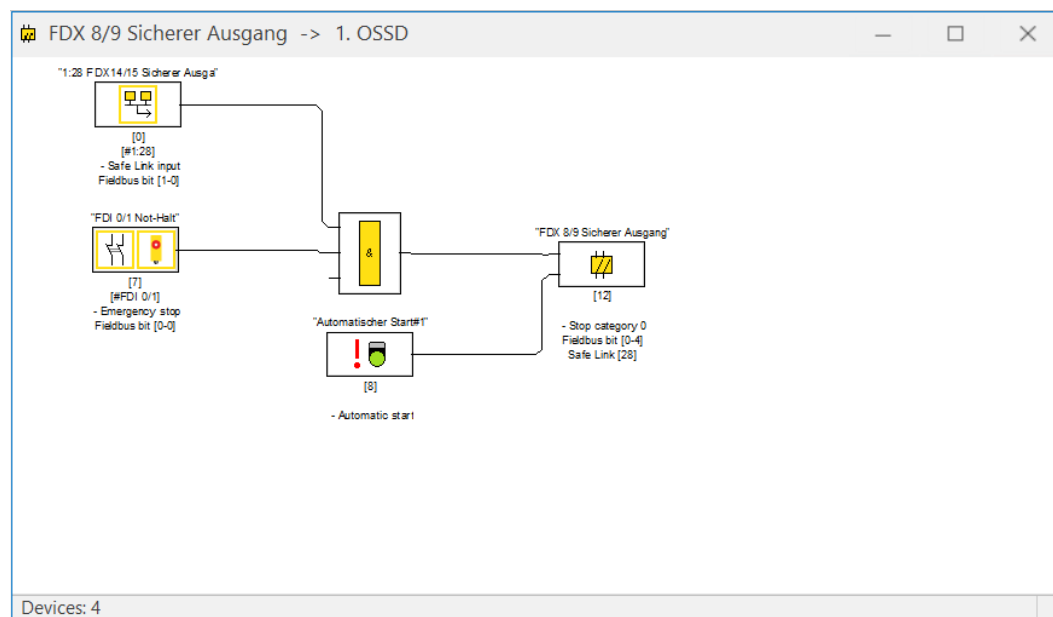 FDX 8/9 Sicherer Ausgang -> 1. OSSD
"1:28 FDX14/15 Sicherer Ausga"
[0]
[#1:28]
- Safe Link input
Fieldbus bit [1-0]
"FDI 0/1 Not-Halt"
[7]
[#FDI 0/1]
- Emergency stop
Fieldbus bit [0-0]
&
"FDX 8/9 Sicherer Ausgang"
[12]
- Stop category 0
Fieldbus bit [0-4]
Safe Link [28]
"Automatischer Start#1"
[8]
- Automatic start
Devices: 4